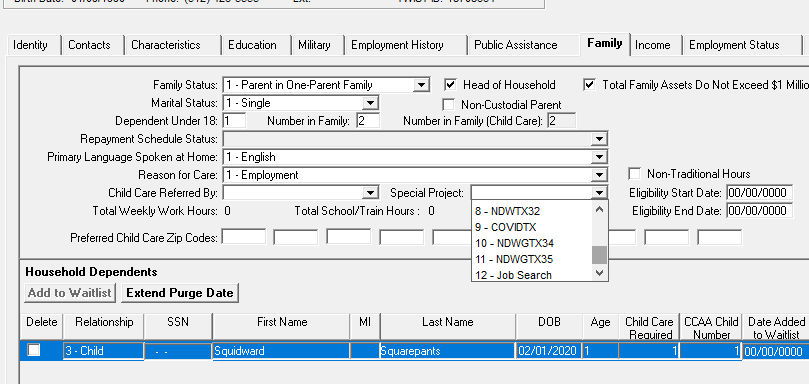 Identity Contacts Characteristics Education Military Employment History Public Assistance Family Income Employment Status
Family Status: 1 - Parent in One-Parent Family Head of Household Total Family Assets Do Not Exceed $1 Millio
Marital Status: 1 - Single Non-Custodial Parent
Dependent Under 18: 1 Number in Family: 2 Number in Family (Child Care): 2
Repayment Schedule Status:
Primary Language Spoken at Home: 1 - English
Reason for Care: 1 - Employment Non-Traditional Hours
Child Care Referred By: Special Project: Eligibility Start Date: 00/00/0000
Total Weekly Work Hours: 0 Total School/Train Hours : 0 Eligibility End Date: 00/00/0000
Preferred Child Care Zip Codes:
8 - NDWTX32
9 - COVIDTX
10 - NDWGTX34
11 - NDWGTX35
12 - Job Search
Household Dependents
Add to Waitlist Extend Purge Date
Delete Relationship SSN First Name MI Last Name DOB Age Child Care Required CCAA Child Number Date Added to Waitlist
3 - Child - - Squidward Squarepants 02/01/2020 1 1 1 00/00/0000